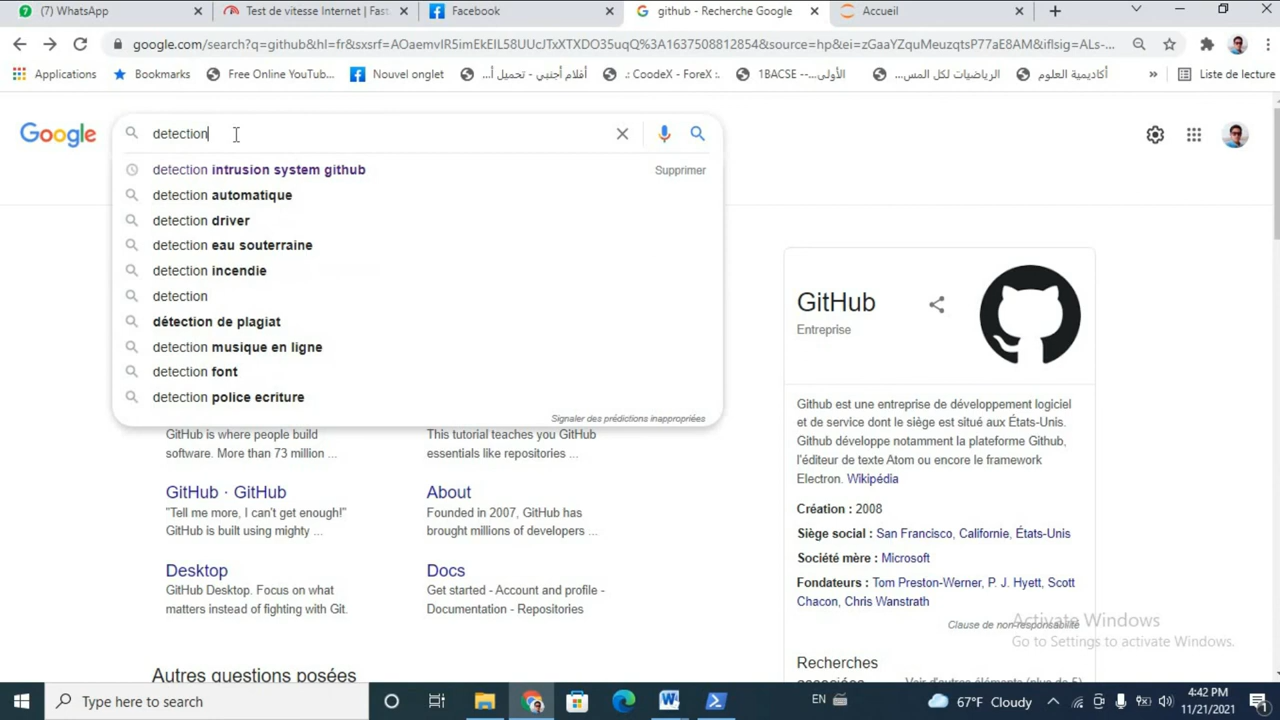 7 (7) WhatsApp
Test de vitesse Internet | Fast
Facebook
github - Recherche Google
Accueil
google.com/search?q=github&hl=fr&sxsrf=AOaemvIR5imEkEIL58UUcJTxXTXDO35uqQ%3A1637508812854&source=hp&ei=zGaaYZquMeuzqtsP77aE8AM&iflsig=ALs-...
Applications
Bookmarks
Free Online YouTub...
Nouvel onglet
أفلام أجنبي - تحميل أ...
.: CoodeX - ForeX :.
1BACSE -- الأولى...
الرياضيات لكل المس...
أكاديمية العلوم
»
Liste de lecture
Google
detection
detection intrusion system github
Supprimer
detection automatique
detection driver
detection eau souterraine
detection incendie
detection
détection de plagiat
detection musique en ligne
detection font
detection police ecriture
Signaler des prédictions inappropriées
GitHub is where people build
software. More than 73 million ...
This tutorial teaches you GitHub
essentials like repositories ...
GitHub · GitHub
"Tell me more, I can't get enough!"
GitHub is built using mighty ...
About
Founded in 2007, GitHub has
brought millions of developers ...
Desktop
GitHub Desktop. Focus on what
matters instead of fighting with Git.
Docs
Get started - Account and profile -
Documentation - Repositories
Autres questions posées
GitHub
Entreprise
Github est une entreprise de développement logiciel
et de service dont le siège est situé aux États-Unis.
Github développe notamment la plateforme Github,
l'éditeur de texte Atom ou encore le framework
Electron. Wikipédia
Création : 2008
Siège social : San Francisco, Californie, États-Unis
Société mère : Microsoft
Fondateurs : Tom Preston-Werner, P. J. Hyett, Scott
Chacon, Chris Wanstrath
Clause de non-responsabilité
Activate Windows
Go to Settings to activate Windows.
Recherches
associées
Voir d'autres éléments (plus de 5)
Type here to search
W
EN
67°F Cloudy
4:42 PM
11/21/2021
1